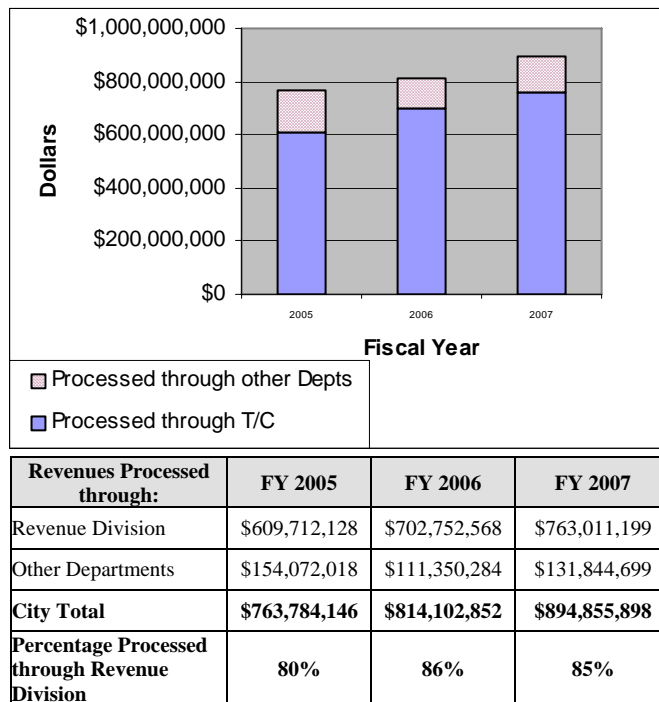 $1,000,000,000
$800,000,000
$600,000,000
$400,000,000
$200,000,000
$0
Dollars
2005 2006 2007
Fiscal Year
Processed through other Depts
Processed through T/C
Revenues Processed through: FY 2005 FY 2006 FY 2007
Revenue Division $609,712,128 $702,752,568 $763,011,199
Other Departments $154,072,018 $111,350,284 $131,844,699
City Total $763,784,146 $814,102,852 $894,855,898
Percentage Processed
through Revenue 80% 86% 85%
Division